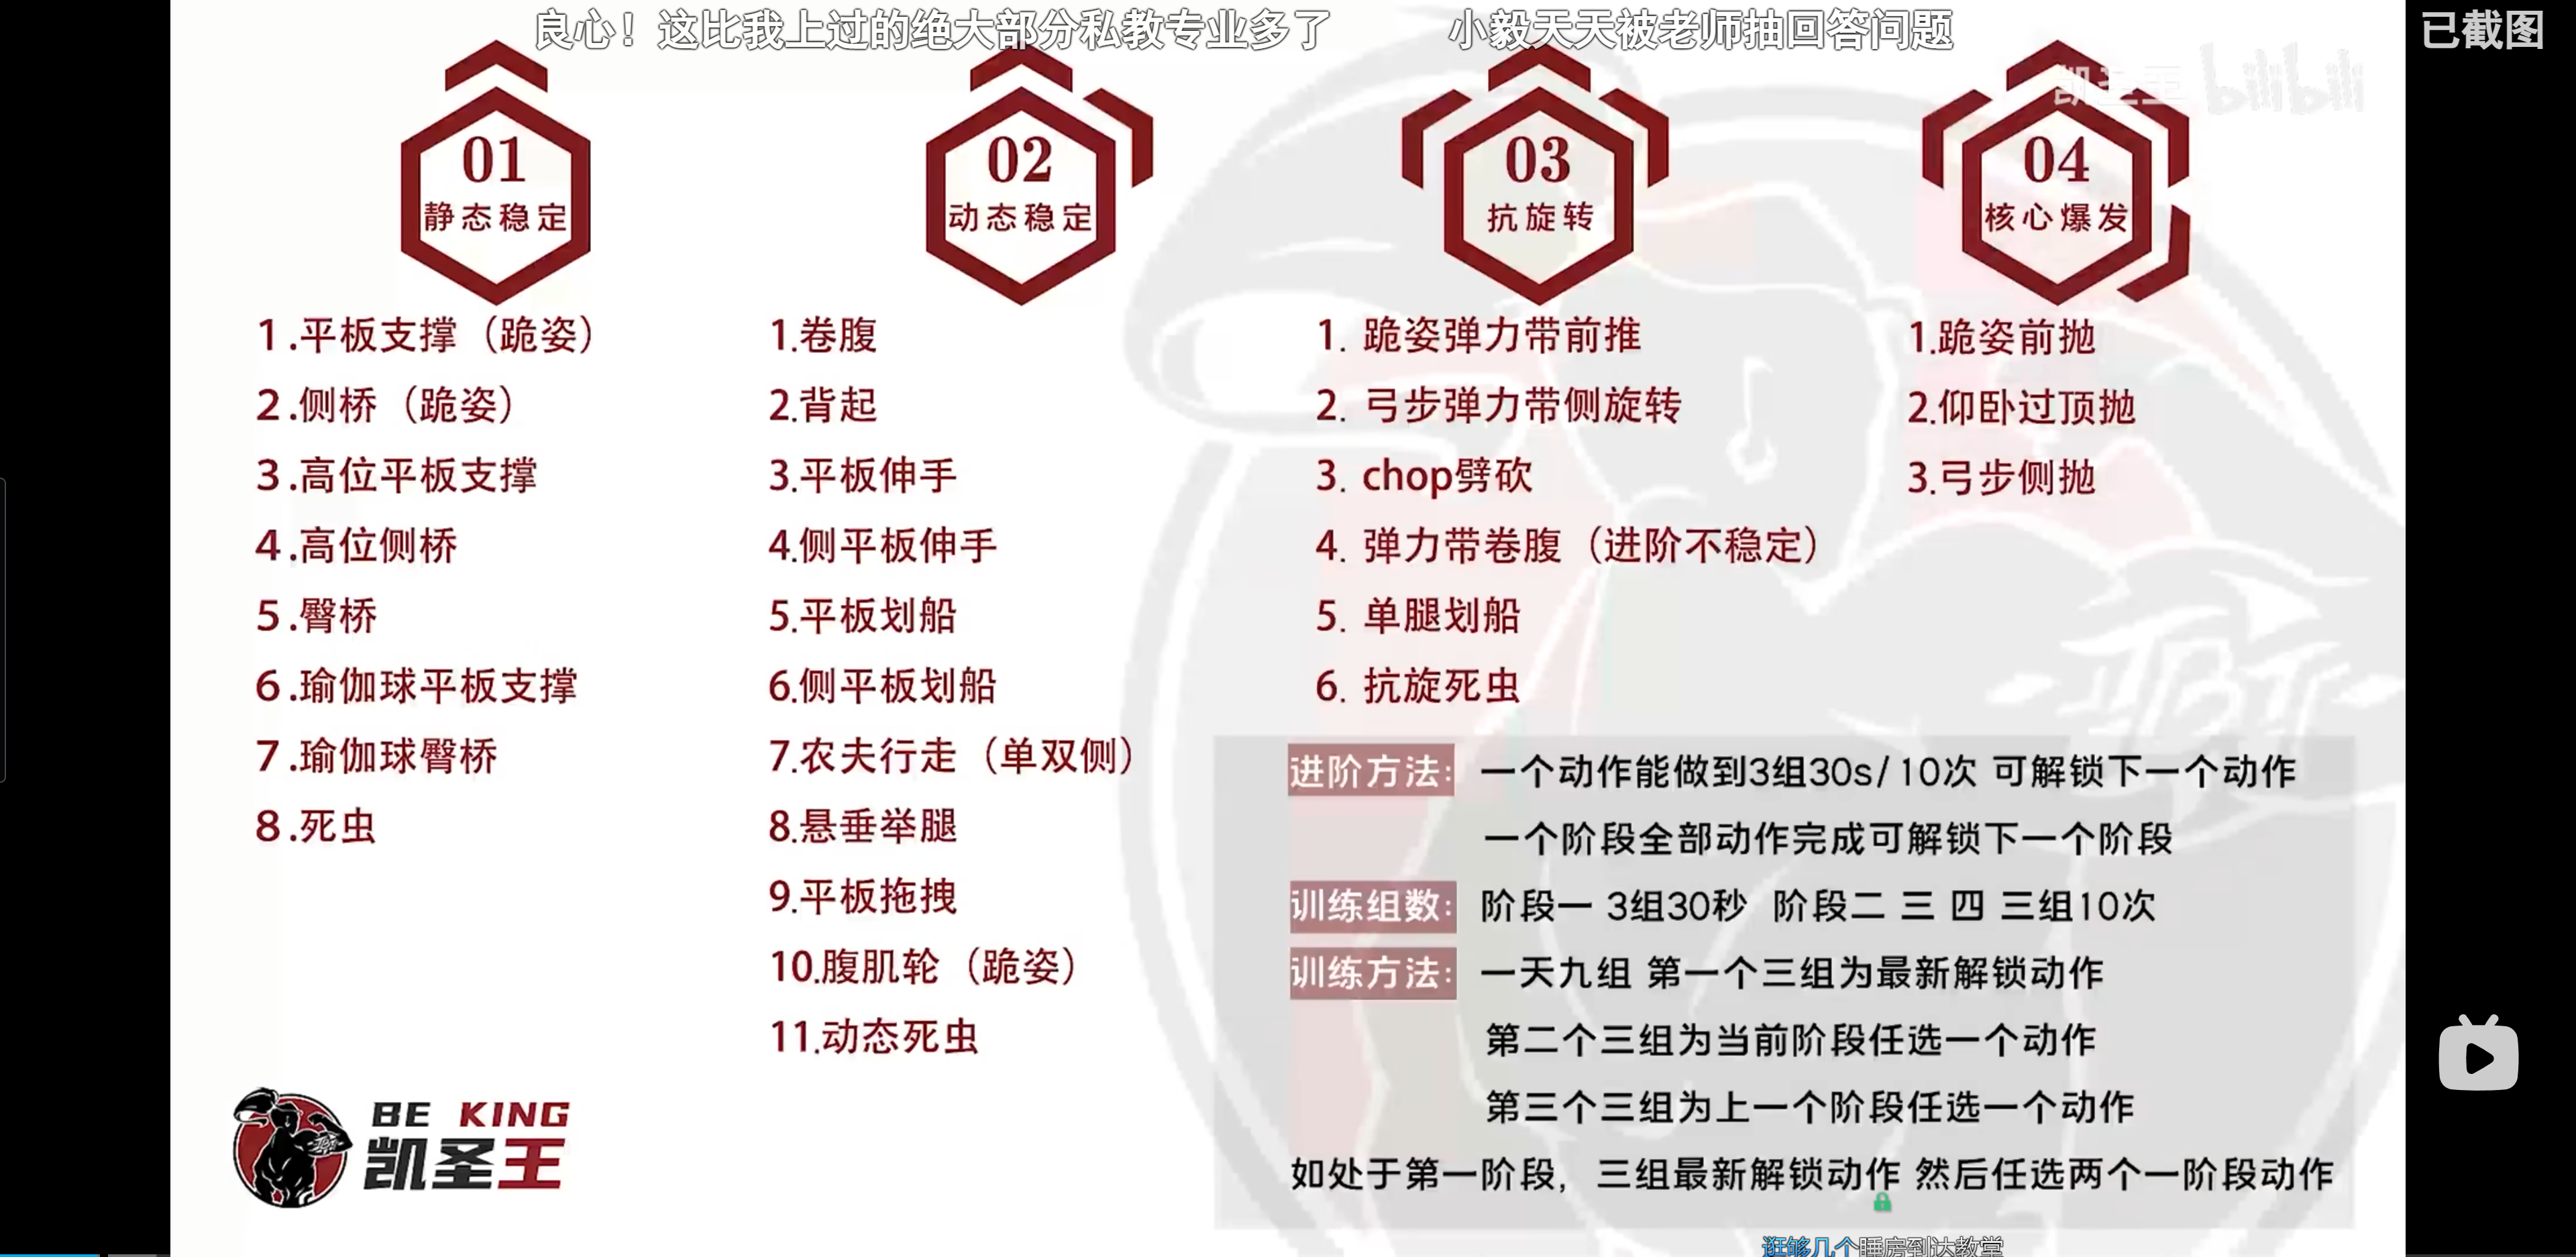 良心！这比我上过的绝大部分私教专业多了
小毅天天被老师抽回答问题
已截图
凯圣王 bilibili
01
静态稳定
1.平板支撑（跪姿）
2.侧桥（跪姿）
3.高位平板支撑
4.高位侧桥
5.臀桥
6.瑜伽球平板支撑
7.瑜伽球臀桥
8.死虫
02
动态稳定
1.卷腹
2.背起
3.平板伸手
4.侧平板伸手
5.平板划船
6.侧平板划船
7.农夫行走（单双侧）
8.悬垂举腿
9.平板拖拽
10.腹肌轮（跪姿）
11.动态死虫
03
抗旋转
1. 跪姿弹力带前推
2. 弓步弹力带侧旋转
3. chop劈砍
4. 弹力带卷腹（进阶不稳定）
5. 单腿划船
6. 抗旋死虫
04
核心爆发
1.跪姿前抛
2.仰卧过顶抛
3.弓步侧抛
进阶方法: 一个动作能做到3组30s/10次 可解锁下一个动作
一个阶段全部动作完成可解锁下一个阶段
训练组数: 阶段一 3组30秒 阶段二 三 四 三组10次
训练方法: 一天九组 第一个三组为最新解锁动作
第二个三组为当前阶段任选一个动作
第三个三组为上一个阶段任选一个动作
如处于第一阶段，三组最新解锁动作 然后任选两个一阶段动作
BE KING
凯圣王
逛够几个睡房到达教堂